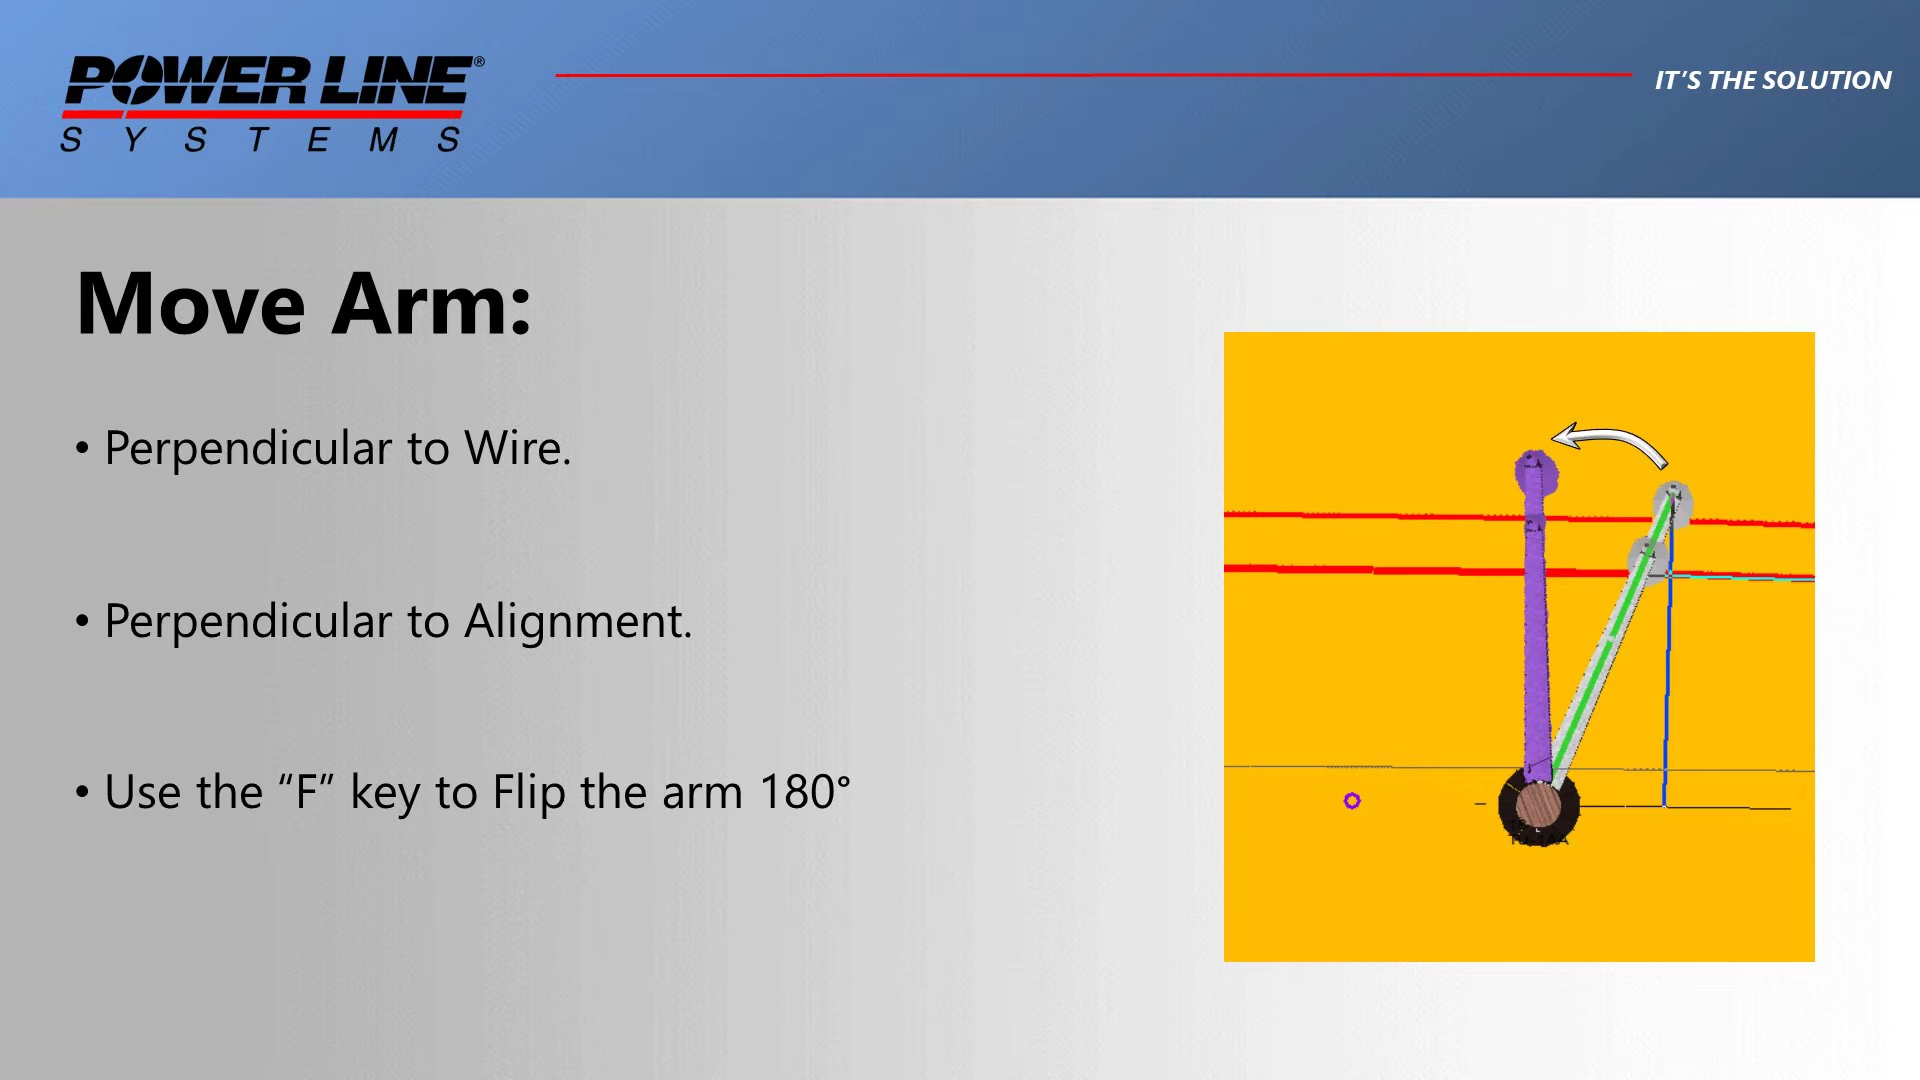 POWER LINE®
SYSTEMS
IT'S THE SOLUTION
Move Arm:
• Perpendicular to Wire.
• Perpendicular to Alignment.
• Use the “F” key to Flip the arm 180°